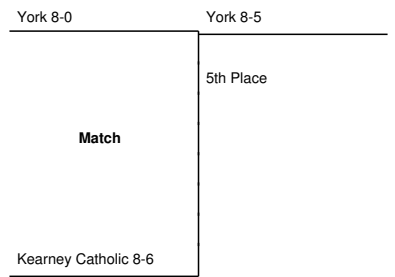 York 8-0
York 8-5
5th Place
Match
Kearney Catholic 8-6